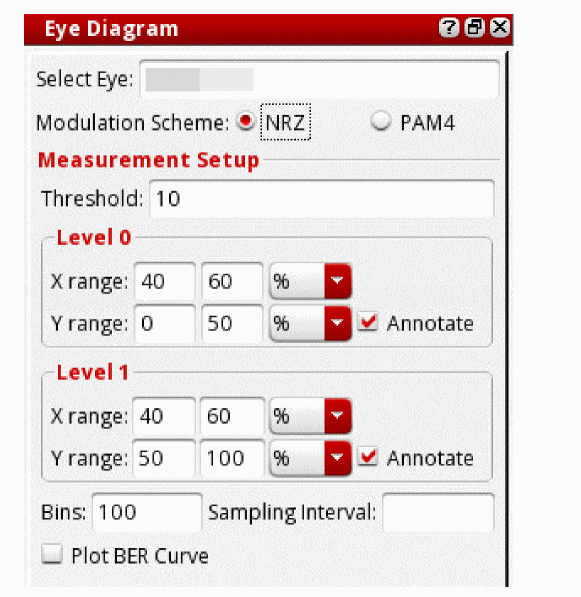 Eye Diagram
Select Eye:
Modulation Scheme: NRZ PAM4
Measurement Setup
Threshold: 10
Level 0
X range: 40 60 %
Y range: 0 50 % Annotate
Level 1
X range: 40 60 %
Y range: 50 100 % Annotate
Bins: 100 Sampling Interval:
Plot BER Curve